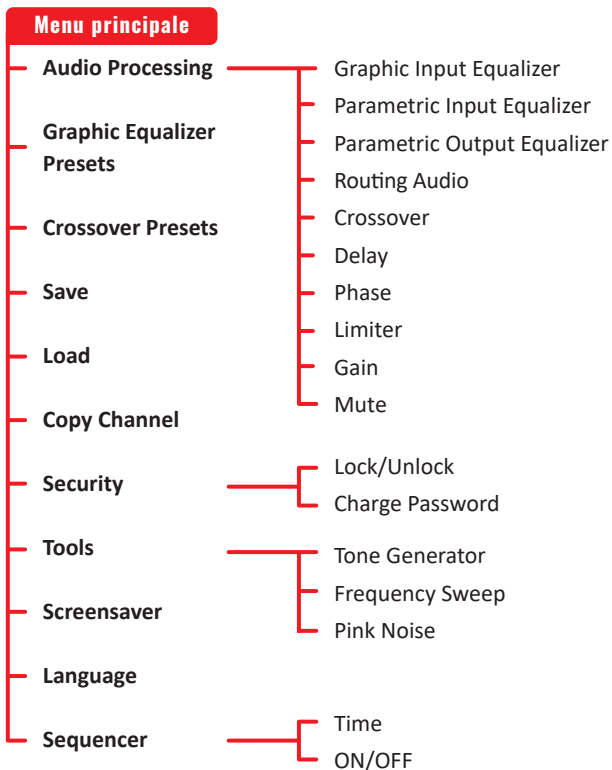 Menu principale
Audio Processing
Graphic Input Equalizer
Parametric Input Equalizer
Parametric Output Equalizer
Routing Audio
Crossover
Delay
Phase
Limiter
Gain
Mute
Graphic Equalizer
Presets
Crossover Presets
Save
Load
Copy Channel
Security
Lock/Unlock
Charge Password
Tools
Tone Generator
Frequency Sweep
Pink Noise
Screensaver
Language
Sequencer
Time
ON/OFF